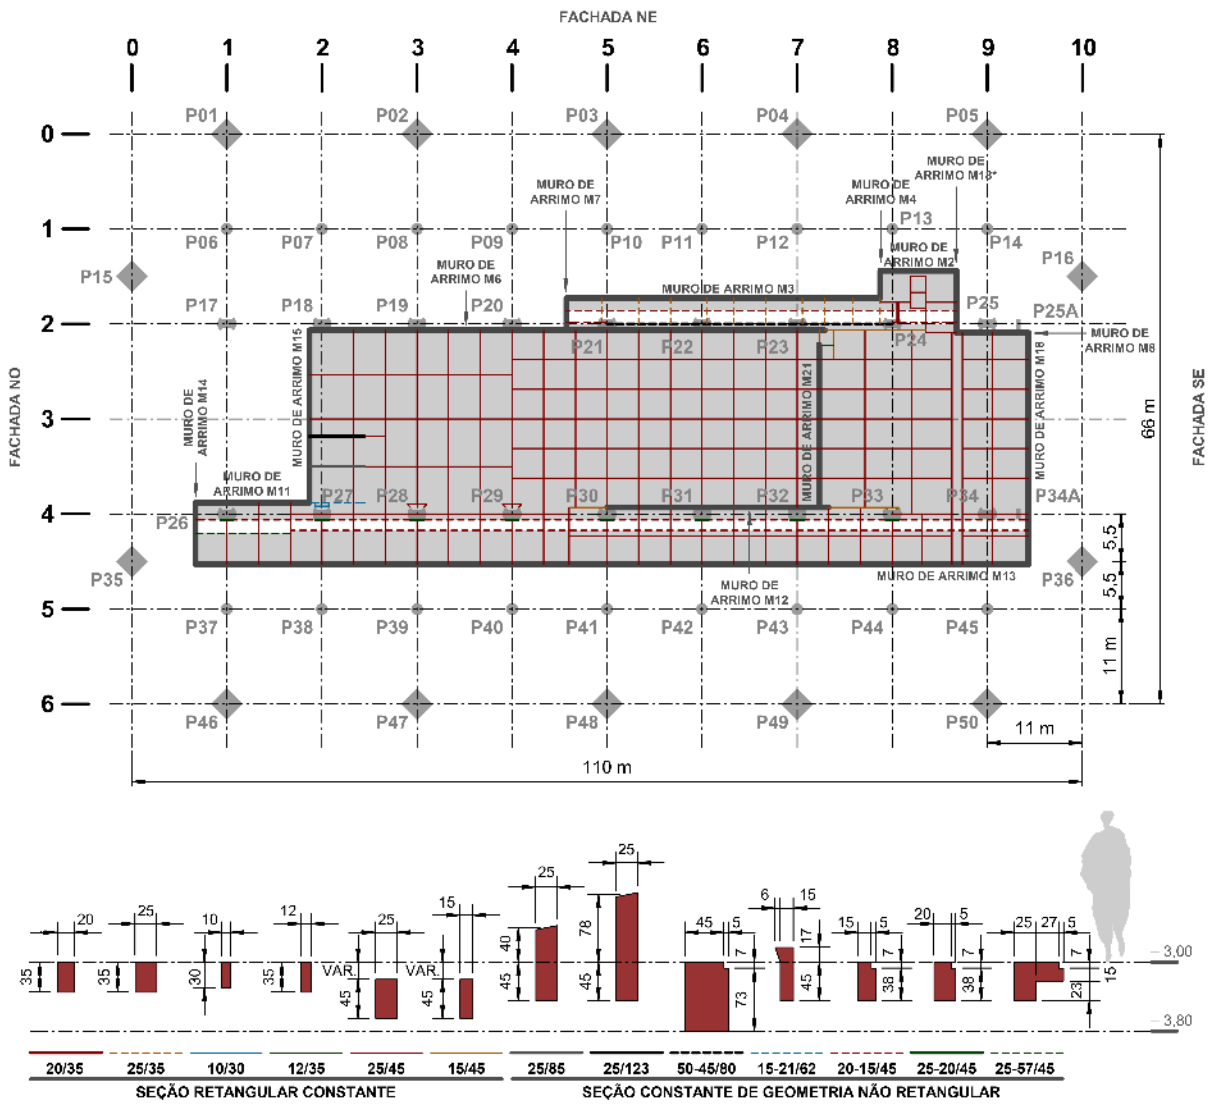 FACHADA NE
0 1 2 3 4 5 6 7 8 9 10
P01 P02 P03 P04 P05
0
MURO DE ARRIMO M7
MURO DE ARRIMO M4
MURO DE ARRIMO M18*
1
P06 P07 P08 P09 P10 P11 P12 P13 P14
P15
MURO DE ARRIMO M6
MURO DE ARRIMO M3
MURO DE ARRIMO M2
P16
P17 P18 P19 P20 P25 P25A
2
P21 P22 P23 P24
MURO DE ARRIMO M8
FACHADA NO
MURO DE ARRIMO M14
MURO DE ARRIMO M15
MURO DE ARRIMO M21
MURO DE ARRIMO M18
66 m
FACHADA SE
3
MURO DE ARRIMO M11
P26 P27 P28 P29 P30 P31 P32 P33 P34 P34A
4
5,5
P35
MURO DE ARRIMO M12
MURO DE ARRIMO M13
P36
5,5
5
P37 P38 P39 P40 P41 P42 P43 P44 P45
11 m
6
P46 P47 P48 P49 P50
11 m
110 m
20 35
25 35
10 30
12 35
25 VAR. 45
15 VAR. 45
25 40 45
25 78 45
45 5 7 73
6 15 17 45
15 5 7 38
20 5 7 38
25 27 5 7 15 23
3,00
3,80
20/35 25/35 10/30 12/35 25/45 15/45 25/85 25/123 50-45/80 15-21/62 20-15/45 25-20/45 25-57/45
SEÇÃO RETANGULAR CONSTANTE
SEÇÃO CONSTANTE DE GEOMETRIA NÃO RETANGULAR